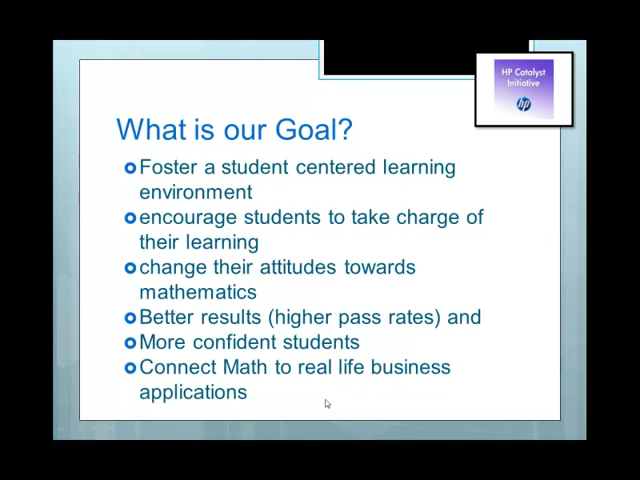 HP Catalyst
Initiative
hp
What is our Goal?
Foster a student centered learning
environment
encourage students to take charge of
their learning
change their attitudes towards
mathematics
Better results (higher pass rates) and
More confident students
Connect Math to real life business
applications